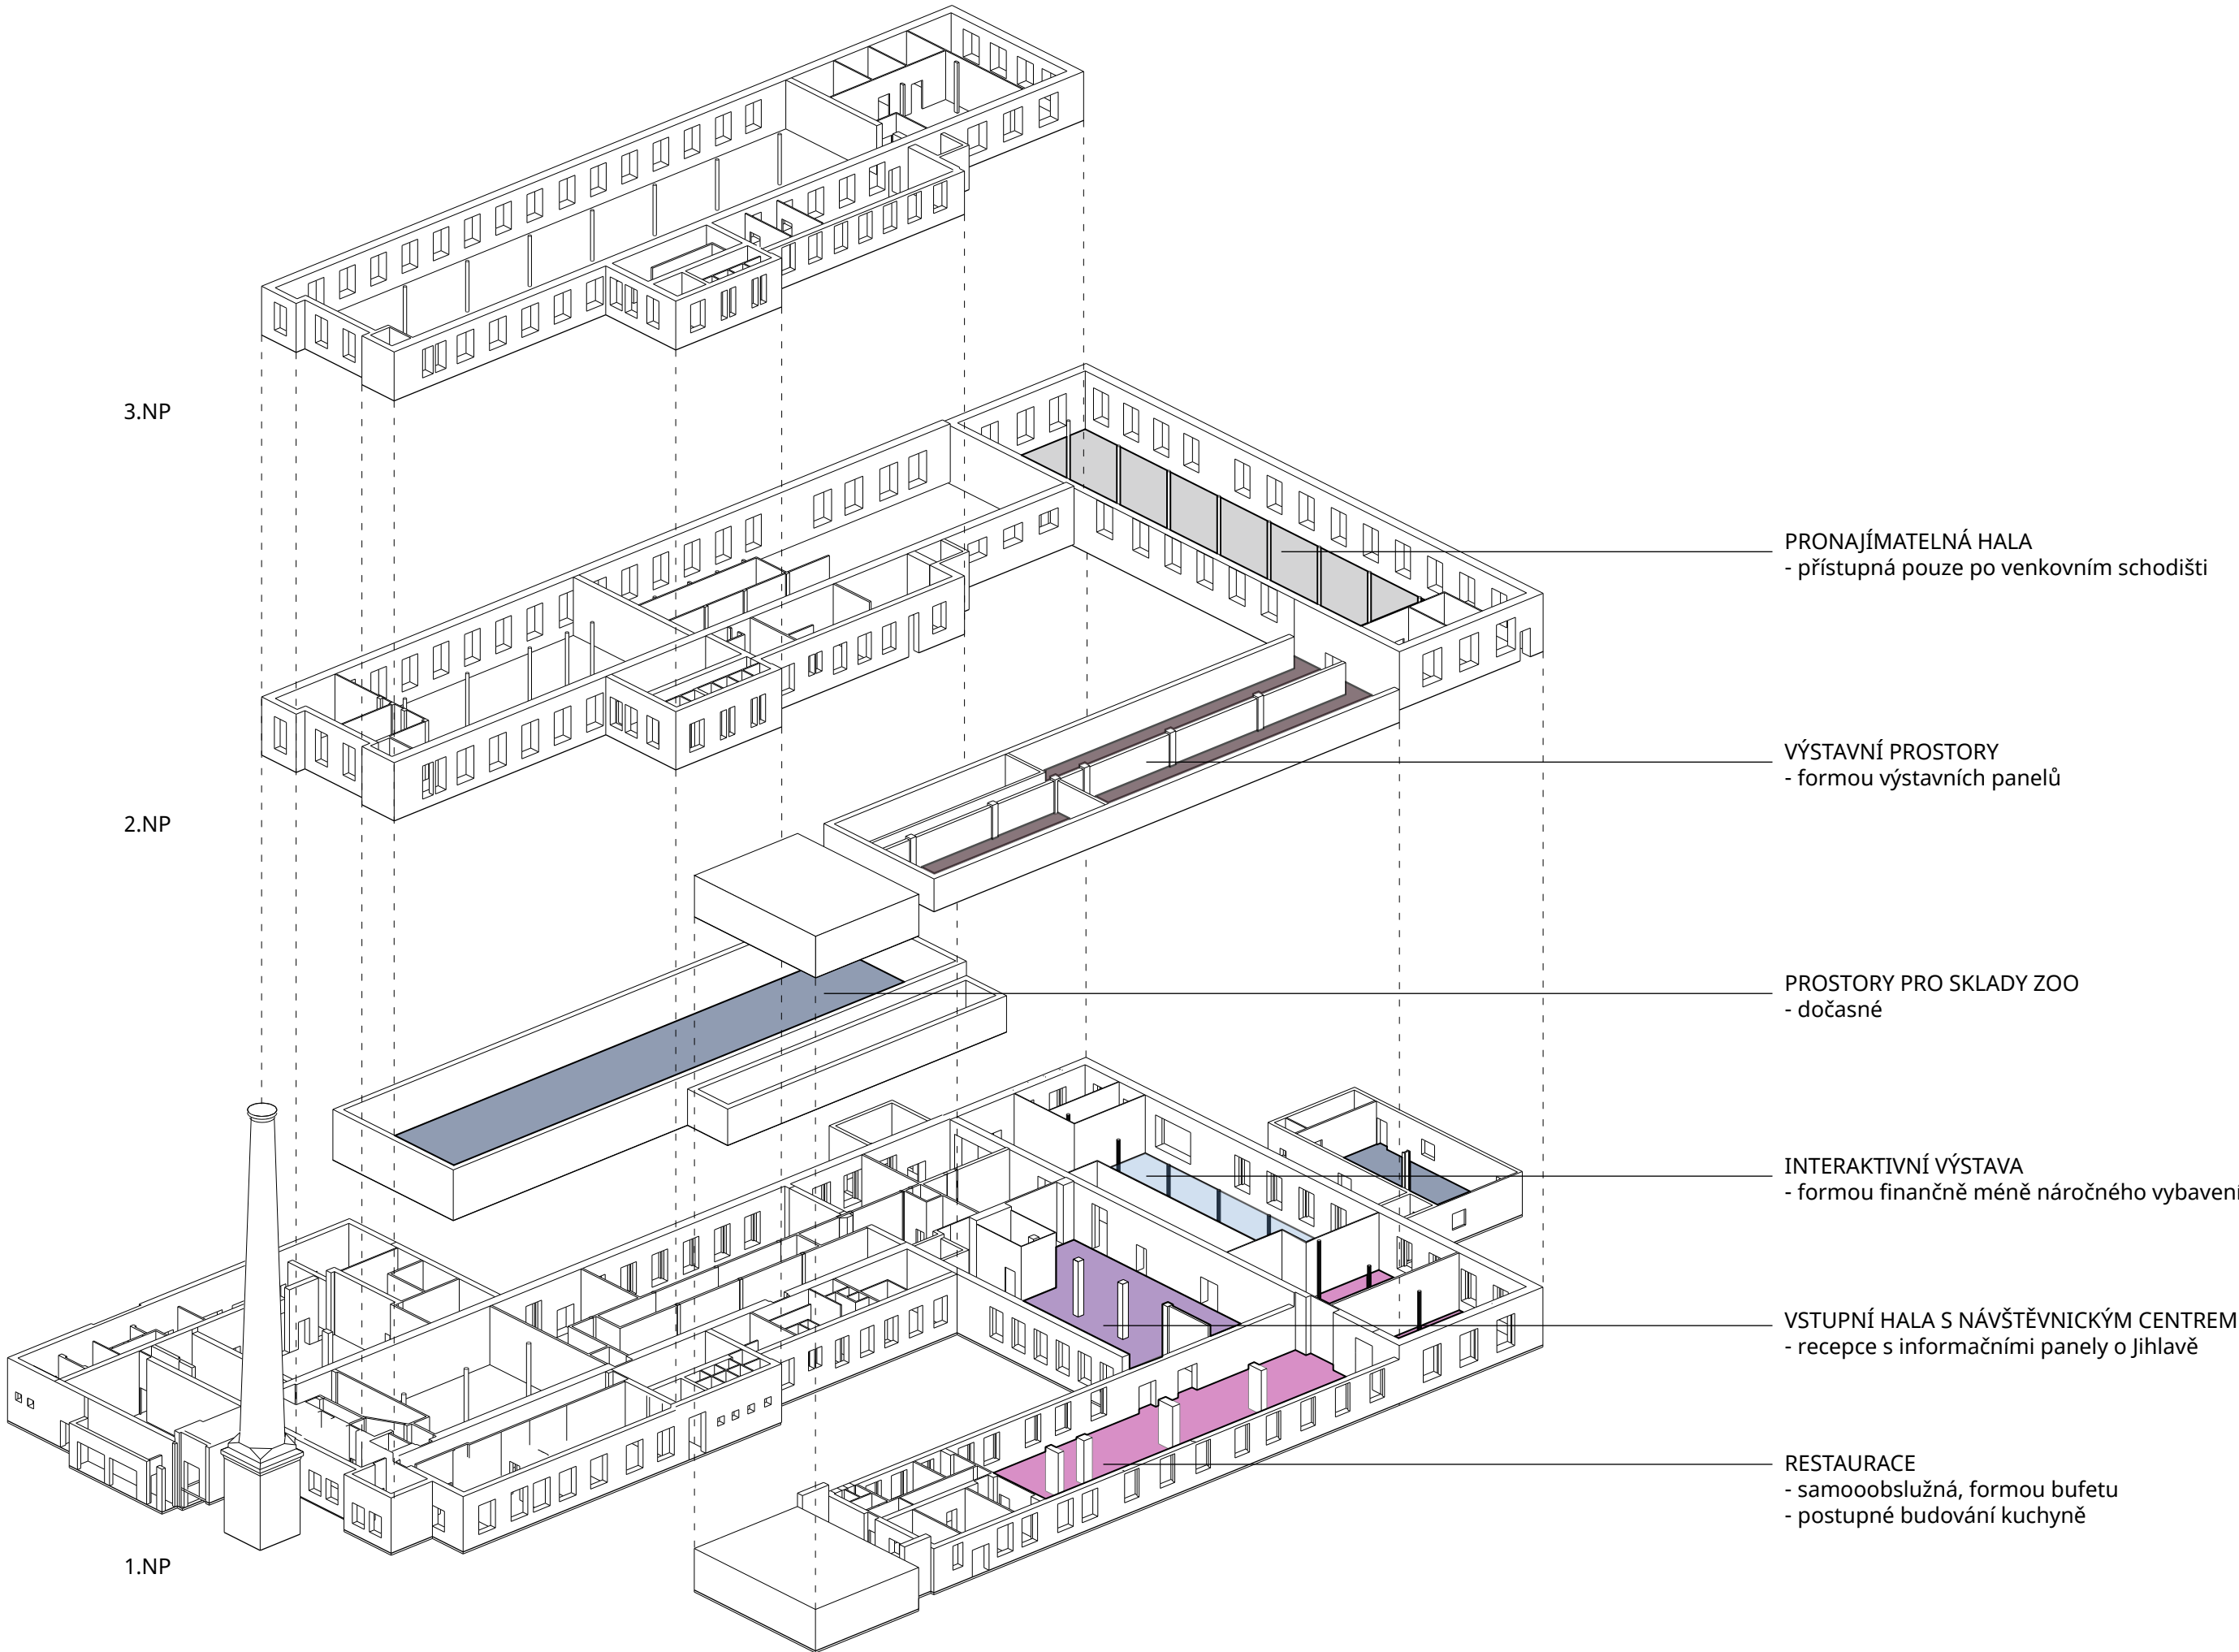 3.NP
PRONAJÍMATELNÁ HALA
- přístupná pouze po venkovním schodišti
VÝSTAVNÍ PROSTORY
- formou výstavních panelů
2.NP
PROSTORY PRO SKLADY ZOO
- dočasné
INTERAKTIVNÍ VÝSTAVA
- formou finančně méně náročného vybavení
VSTUPNÍ HALA S NÁVŠTĚVNICKÝM CENTREM
- recepce s informačními panely o Jihlavě
RESTAURACE
- samooobslužná, formou bufetu
- postupné budování kuchyně
1.NP